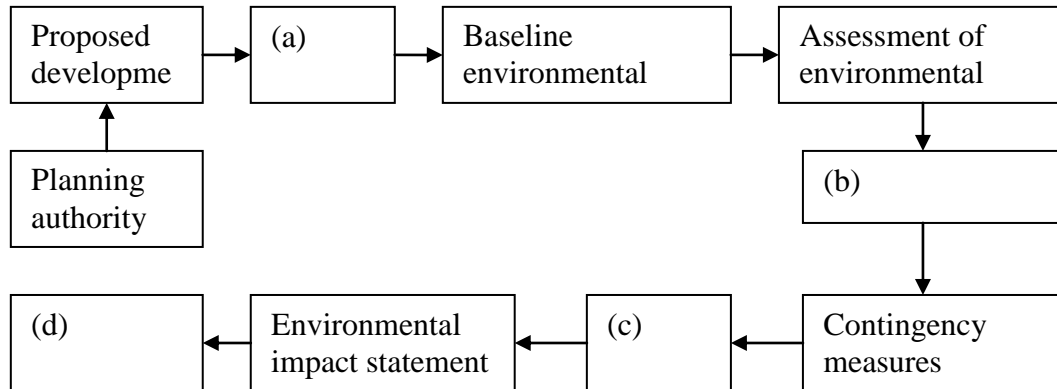 Proposed
developme
(a)
Baseline
environmental
Assessment of
environmental
Planning
authority
(b)
(d)
Environmental
impact statement
(c)
Contingency
measures